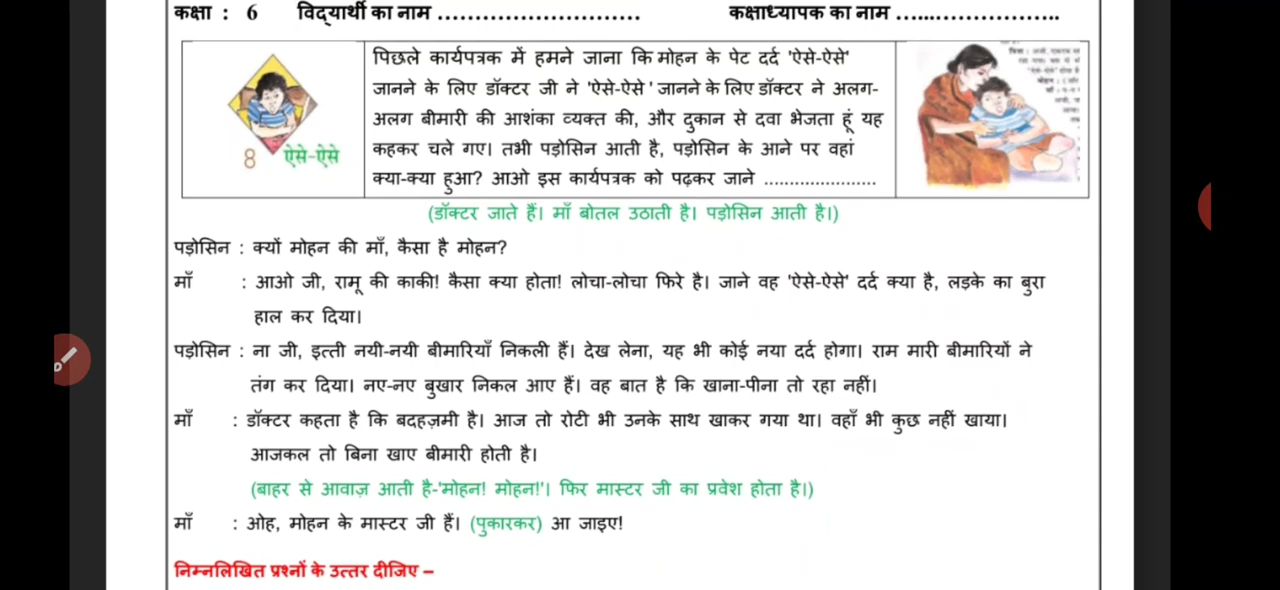 कक्षा : 6 विद्यार्थी का नाम ............................ कक्षाध्यापक का नाम .........................
पिछले कार्यपत्रक में हमने जाना कि मोहन के पेट दर्द 'ऐसे-ऐसे'
जानने के लिए डॉक्टर जी ने 'ऐसे-ऐसे ' जानने के लिए डॉक्टर ने अलग-
अलग बीमारी की आशंका व्यक्त की, और दुकान से दवा भेजता हूं यह
कहकर चले गए। तभी पड़ोसिन आती है, पड़ोसिन के आने पर वहां
क्या-क्या हुआ? आओ इस कार्यपत्रक को पढ़कर जाने ......................
8 ऐसे-ऐसे
(डॉक्टर जाते हैं। माँ बोतल उठाती है। पड़ोसिन आती है।)
पड़ोसिन : क्यों मोहन की माँ, कैसा है मोहन?
माँ : आओ जी, रामू की काकी! कैसा क्या होता! लोचा-लोचा फिरे है। जाने वह 'ऐसे-ऐसे' दर्द क्या है, लड़के का बुरा
हाल कर दिया।
पड़ोसिन : ना जी, इत्ती नयी-नयी बीमारियाँ निकली हैं। देख लेना, यह भी कोई नया दर्द होगा। राम मारी बीमारियों ने
तंग कर दिया। नए-नए बुखार निकल आए हैं। वह बात है कि खाना-पीना तो रहा नहीं।
माँ : डॉक्टर कहता है कि बदहज़मी है। आज तो रोटी भी उनके साथ खाकर गया था। वहाँ भी कुछ नहीं खाया।
आजकल तो बिना खाए बीमारी होती है।
(बाहर से आवाज़ आती है-'मोहन! मोहन!'। फिर मास्टर जी का प्रवेश होता है।)
माँ : ओह, मोहन के मास्टर जी हैं। (पुकारकर) आ जाइए!
निम्नलिखित प्रश्नों के उत्तर दीजिए –